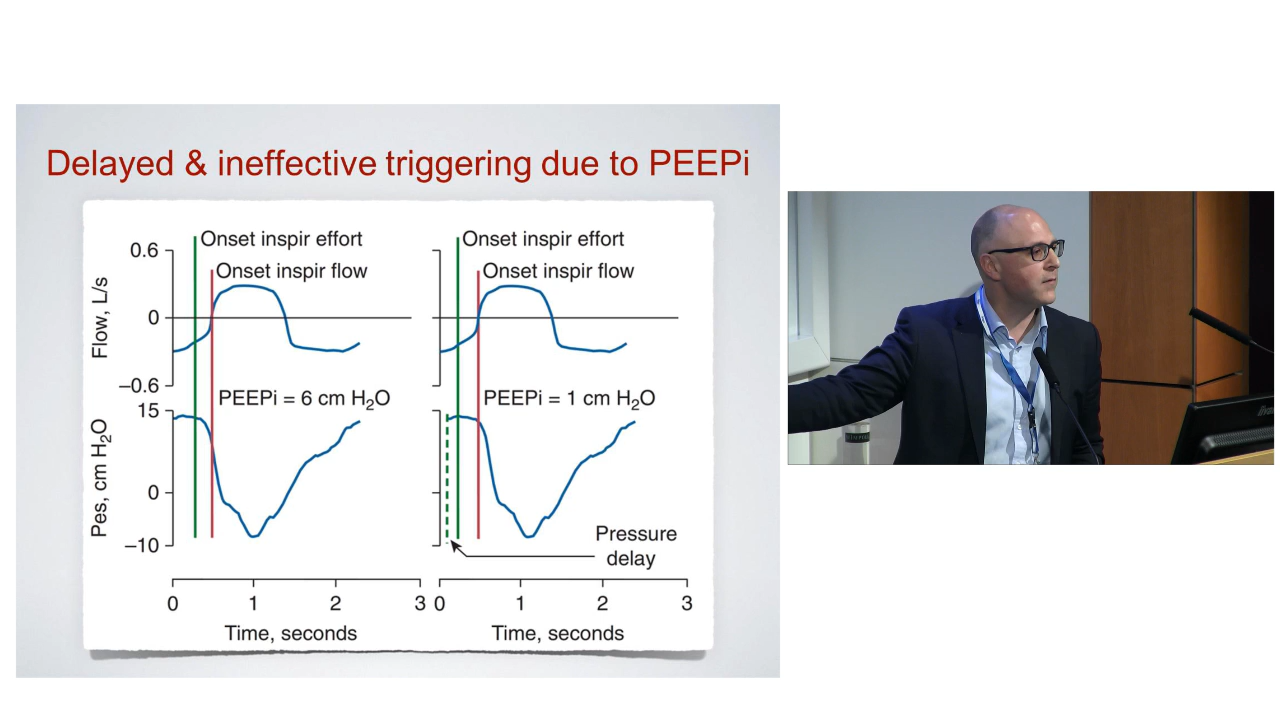 Delayed & ineffective triggering due to PEEPi
Onset inspir effort
Onset inspir flow
0.6
0
–0.6
Flow, L/s
PEEPi = 6 cm H₂O
15
0
–10
Pes, cm H₂O
0 1 2 3
Time, seconds
Onset inspir effort
Onset inspir flow
PEEPi = 1 cm H₂O
Pressure
delay
0 1 2 3
Time, seconds